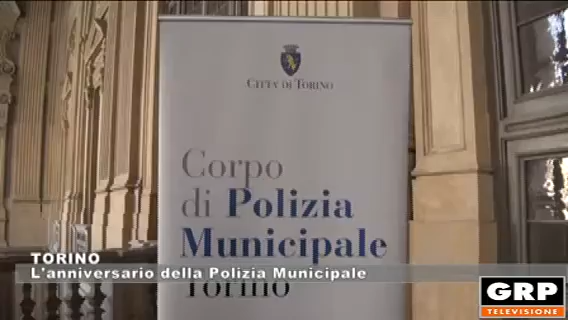 CITTÀ DI TORINO
Corpo
di Polizia
Municipale
Torino
TORINO
L'anniversario della Polizia Municipale
GRP
TELEVISIONE